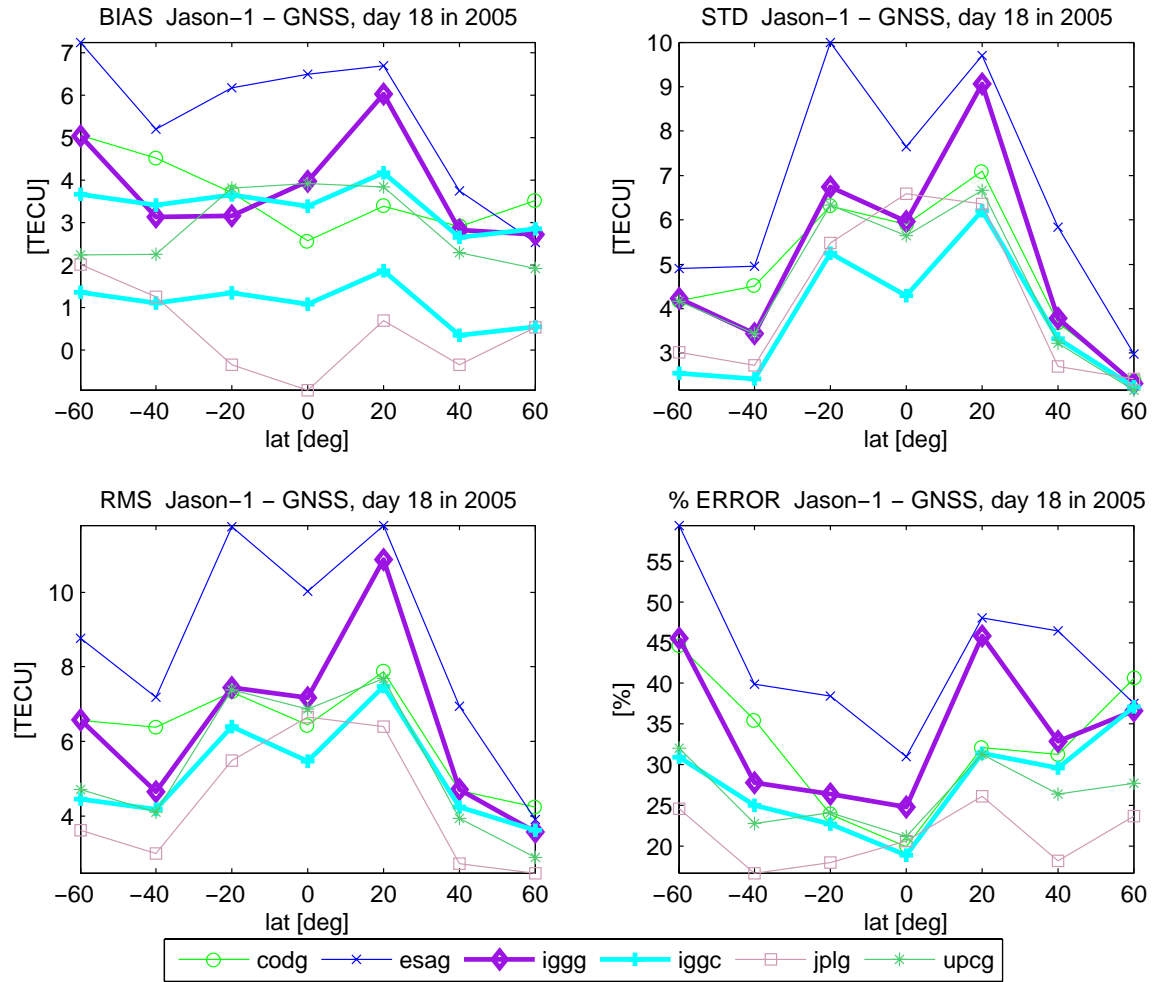 BIAS Jason−1 − GNSS, day 18 in 2005
7
6
5
4
3
2
1
0
[TECU]
−60 −40 −20 0 20 40 60
lat [deg]
STD Jason−1 − GNSS, day 18 in 2005
10
9
8
7
6
5
4
3
[TECU]
−60 −40 −20 0 20 40 60
lat [deg]
RMS Jason−1 − GNSS, day 18 in 2005
10
8
6
4
[TECU]
−60 −40 −20 0 20 40 60
lat [deg]
% ERROR Jason−1 − GNSS, day 18 in 2005
55
50
45
40
35
30
25
20
[%]
−60 −40 −20 0 20 40 60
lat [deg]
codg esag iggg iggc jplg upcg